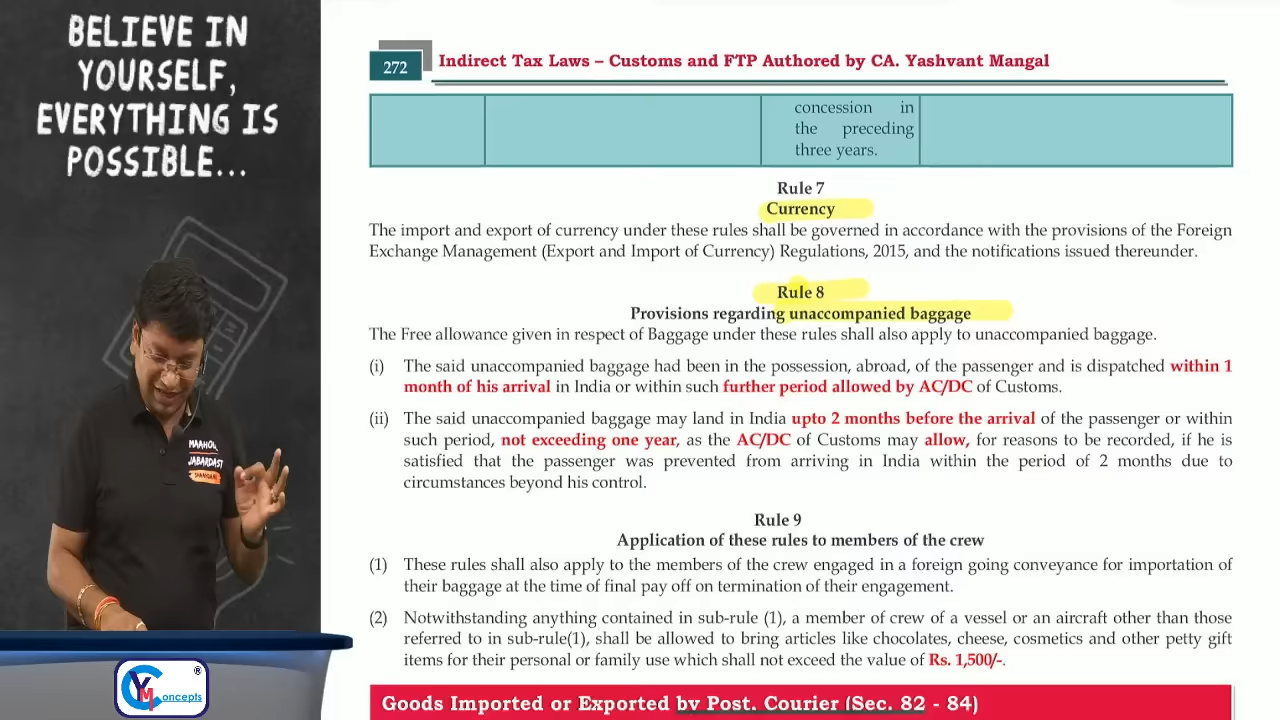 BELIEVE IN
YOURSELF,
EVERYTHING IS
POSSIBLE...
272
Indirect Tax Laws – Customs and FTP Authored by CA. Yashvant Mangal
concession in
the preceding
three years.
Rule 7
Currency
The import and export of currency under these rules shall be governed in accordance with the provisions of the Foreign
Exchange Management (Export and Import of Currency) Regulations, 2015, and the notifications issued thereunder.
Rule 8
Provisions regarding unaccompanied baggage
The Free allowance given in respect of Baggage under these rules shall also apply to unaccompanied baggage.
(i) The said unaccompanied baggage had been in the possession, abroad, of the passenger and is dispatched within 1
month of his arrival in India or within such further period allowed by AC/DC of Customs.
(ii) The said unaccompanied baggage may land in India upto 2 months before the arrival of the passenger or within
such period, not exceeding one year, as the AC/DC of Customs may allow, for reasons to be recorded, if he is
satisfied that the passenger was prevented from arriving in India within the period of 2 months due to
circumstances beyond his control.
Rule 9
Application of these rules to members of the crew
(1) These rules shall also apply to the members of the crew engaged in a foreign going conveyance for importation of
their baggage at the time of final pay off on termination of their engagement.
(2) Notwithstanding anything contained in sub-rule (1), a member of crew of a vessel or an aircraft other than those
referred to in sub-rule(1), shall be allowed to bring articles like chocolates, cheese, cosmetics and other petty gift
items for their personal or family use which shall not exceed the value of Rs. 1,500/-.
Goods Imported or Exported by Post, Courier (Sec. 82 - 84)
MAAHOUL
JABARDAST
YM Concepts ®